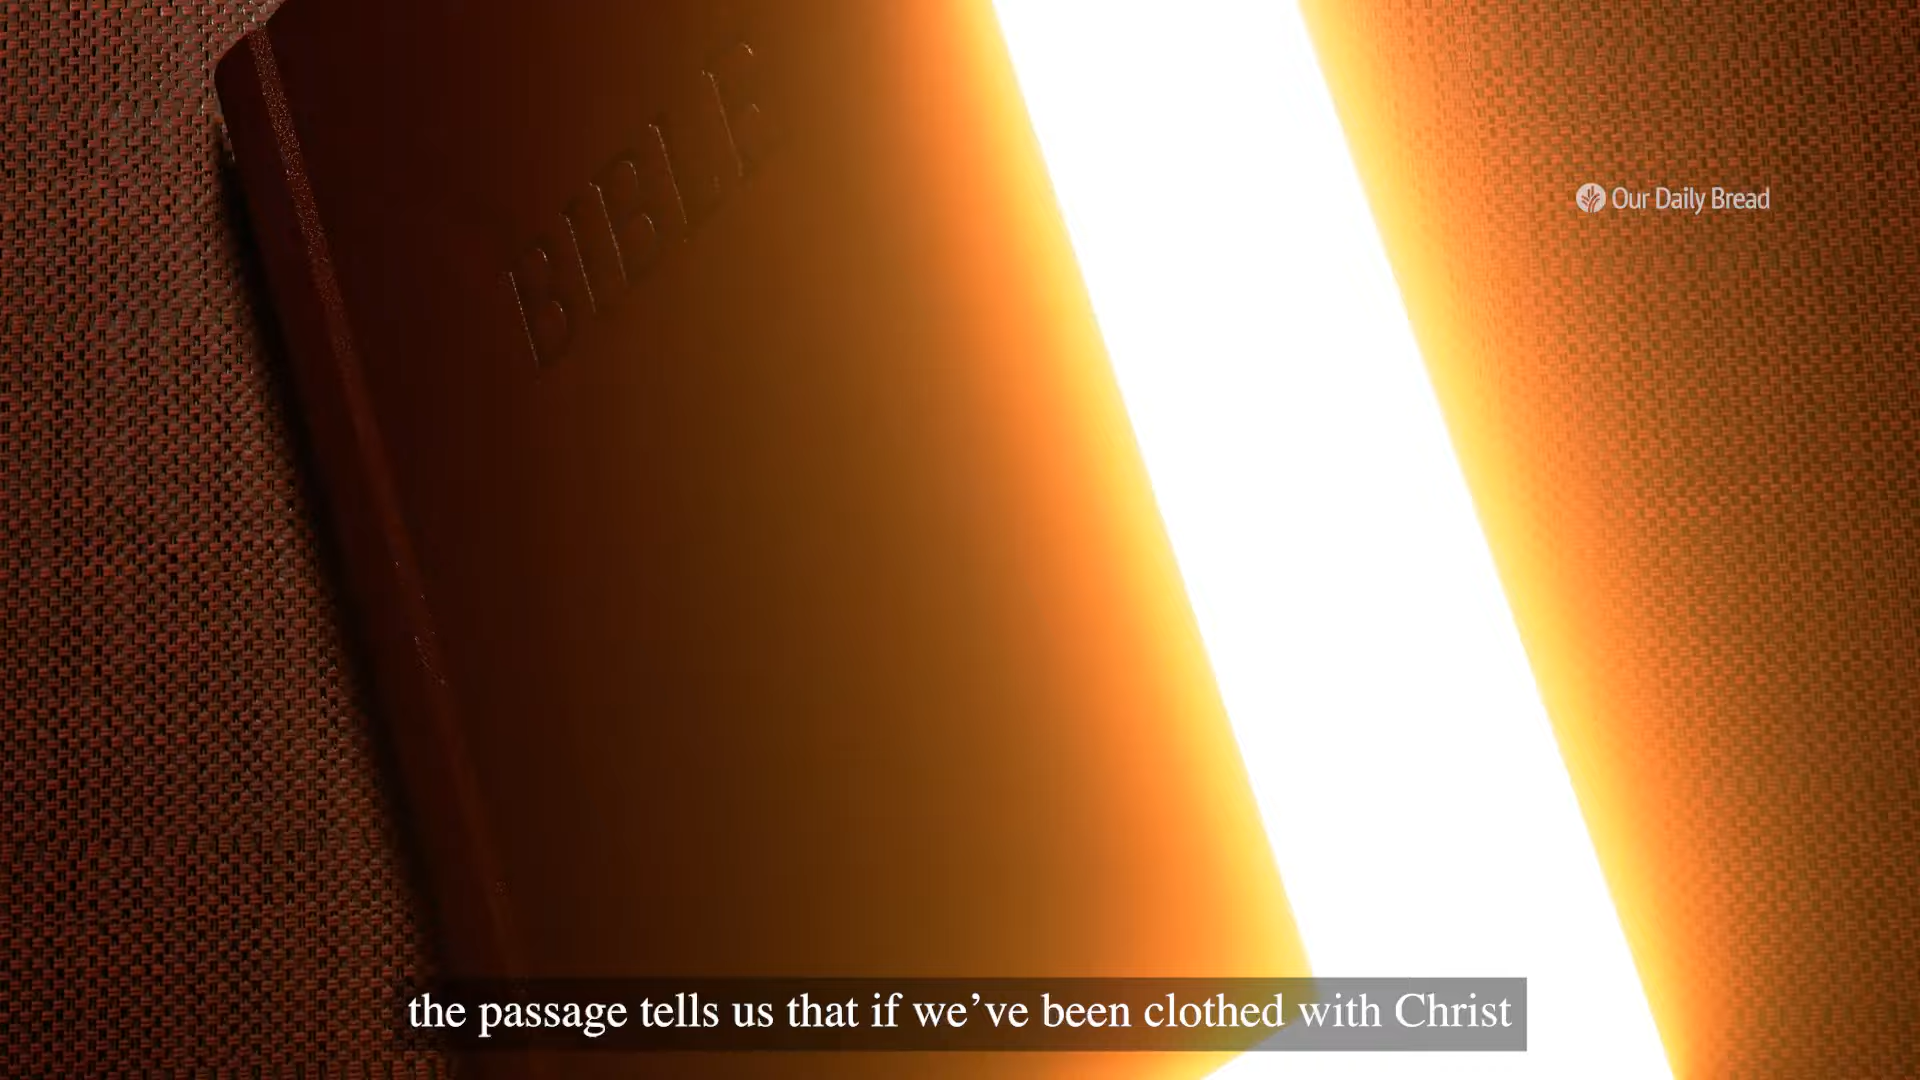 BIBLE
Our Daily Bread
the passage tells us that if we’ve been clothed with Christ